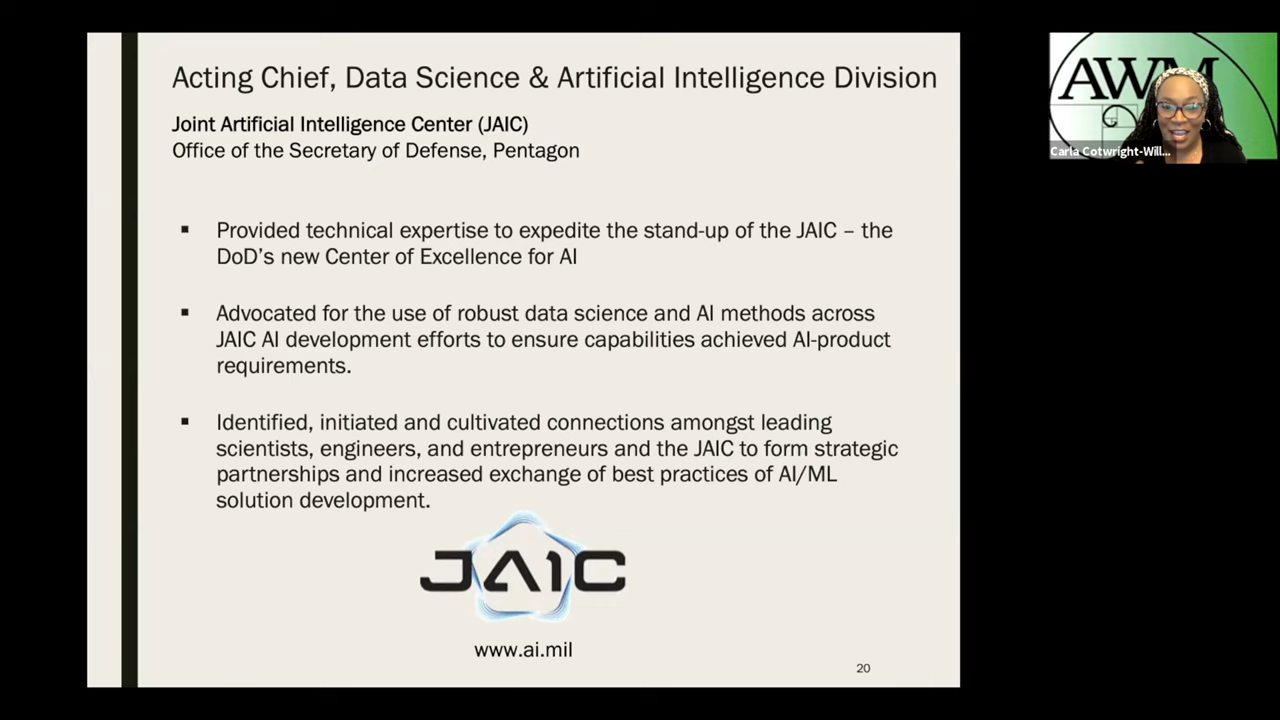 Acting Chief, Data Science & Artificial Intelligence Division
Joint Artificial Intelligence Center (JAIC)
Office of the Secretary of Defense, Pentagon
▪ Provided technical expertise to expedite the stand-up of the JAIC – the
DoD's new Center of Excellence for AI
▪ Advocated for the use of robust data science and AI methods across
JAIC AI development efforts to ensure capabilities achieved AI-product
requirements.
▪ Identified, initiated and cultivated connections amongst leading
scientists, engineers, and entrepreneurs and the JAIC to form strategic
partnerships and increased exchange of best practices of AI/ML
solution development.
JAIC
www.ai.mil
20
AWM
Carla Cotwright-Will...